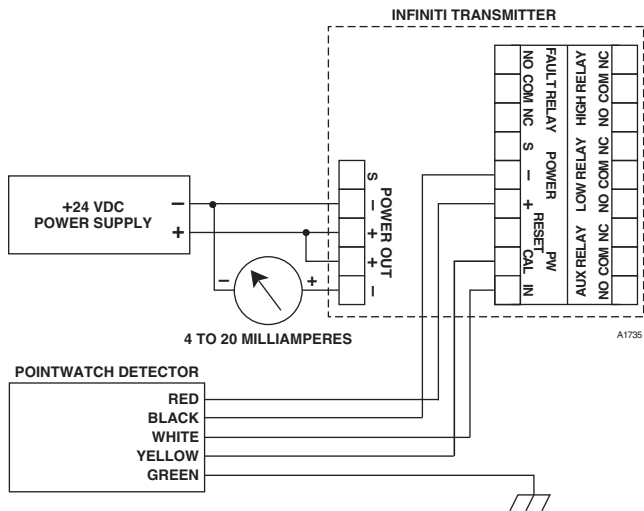 INFINITI TRANSMITTER
NO COM NC
FAULT RELAY
S − +
POWER
RESET
CAL
PW
IN
HIGH RELAY
NO COM NC
LOW RELAY
NO COM NC
AUX RELAY
NO COM NC
S
−
+
+
−
POWER OUT
+24 VDC
POWER SUPPLY
−
+
−
+
4 TO 20 MILLIAMPERES
A1735
POINTWATCH DETECTOR
RED
BLACK
WHITE
YELLOW
GREEN